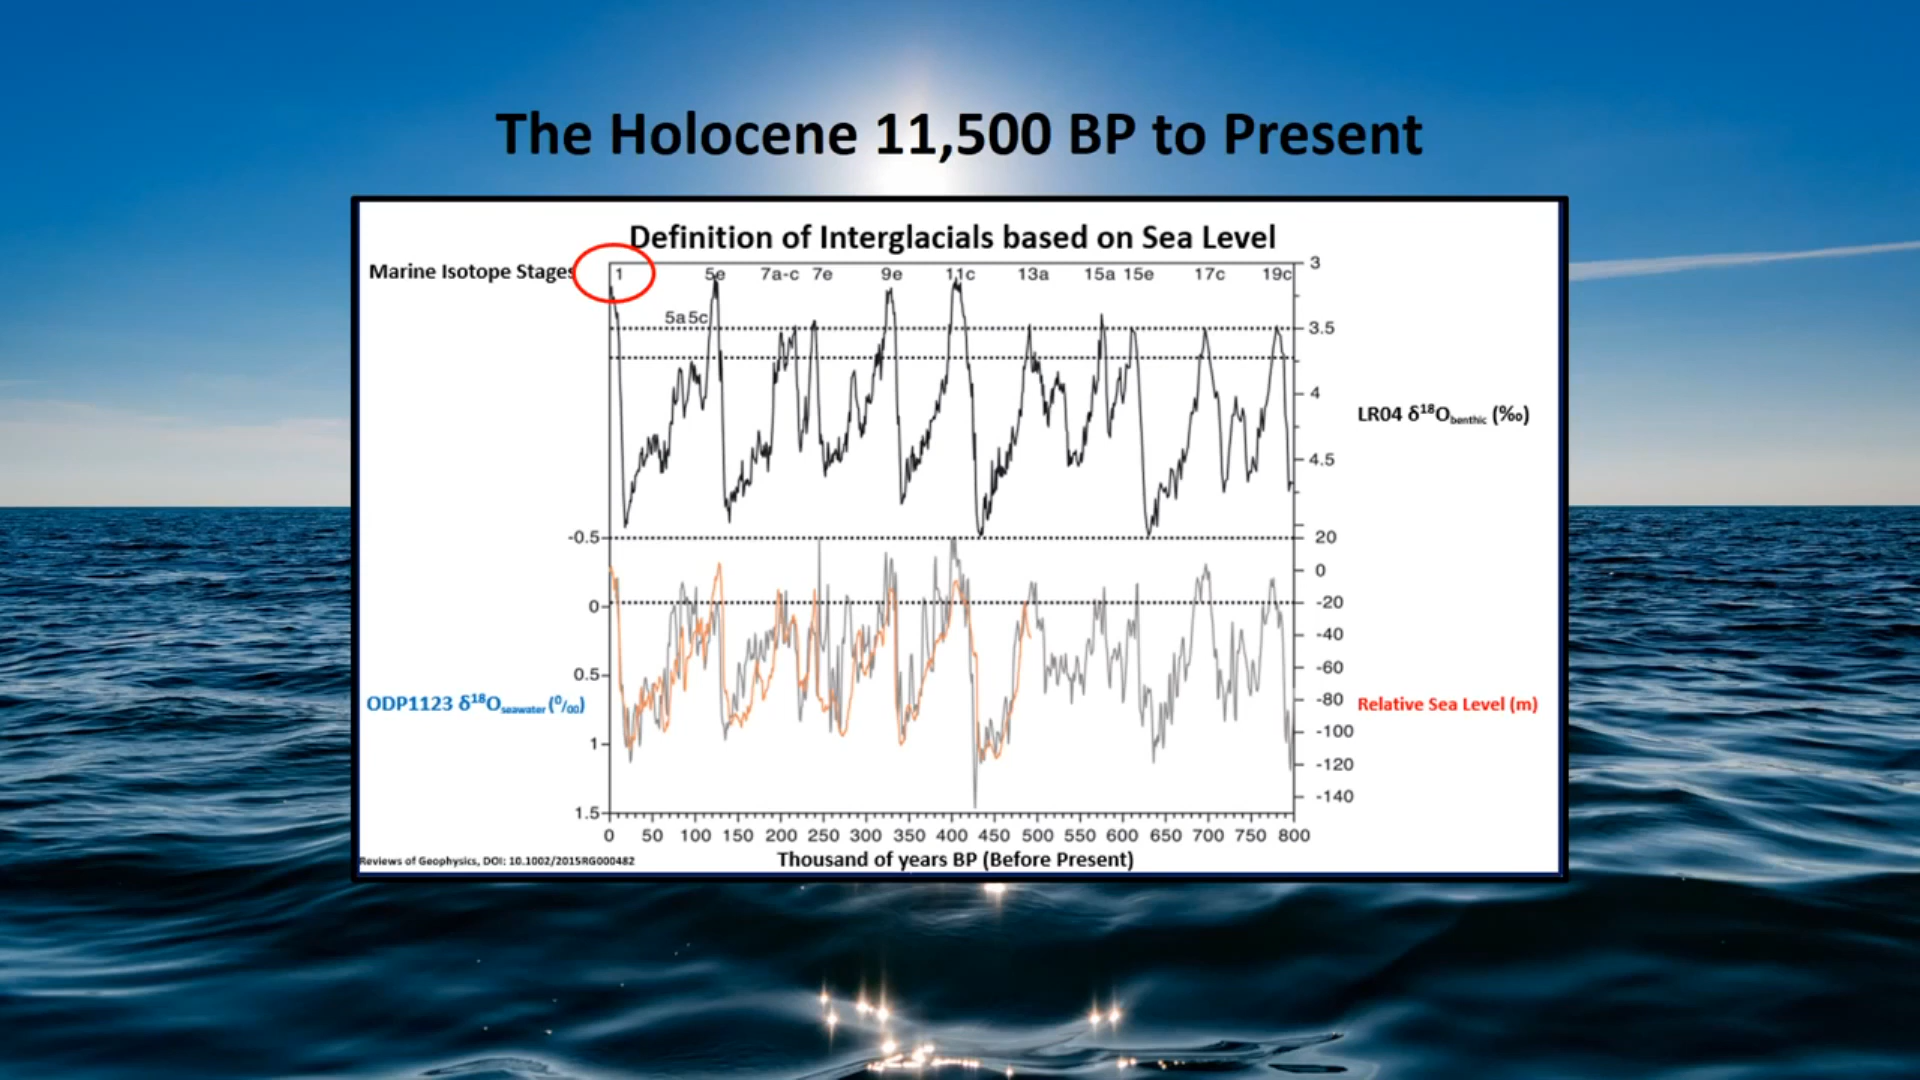 The Holocene 11,500 BP to Present
Definition of Interglacials based on Sea Level
Marine Isotope Stages
1 5e 7a-c 7e 9e 11c 13a 15a 15e 17c 19c
5a 5c
3
3.5
4
4.5
LR04 δ¹⁸O benthic (‰)
-0.5
0
0.5
1
1.5
20
0
-20
-40
-60
-80
-100
-120
-140
ODP1123 δ¹⁸O seawater (⁰/₀₀)
Relative Sea Level (m)
0 50 100 150 200 250 300 350 400 450 500 550 600 650 700 750 800
Thousand of years BP (Before Present)
Reviews of Geophysics, DOI: 10.1002/2015RG000482